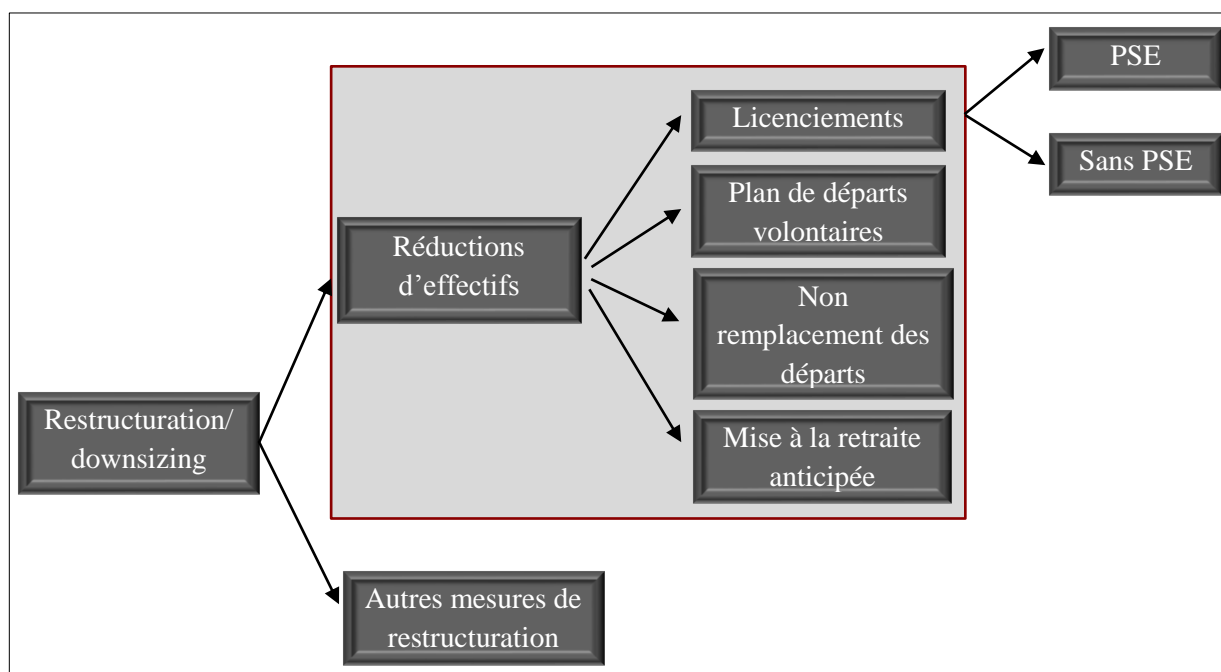 PSE
Licenciements
Sans PSE
Plan de départs
volontaires
Réductions
d’effectifs
Non
remplacement des
départs
Restructuration/
downsizing
Mise à la retraite
anticipée
Autres mesures de
restructuration